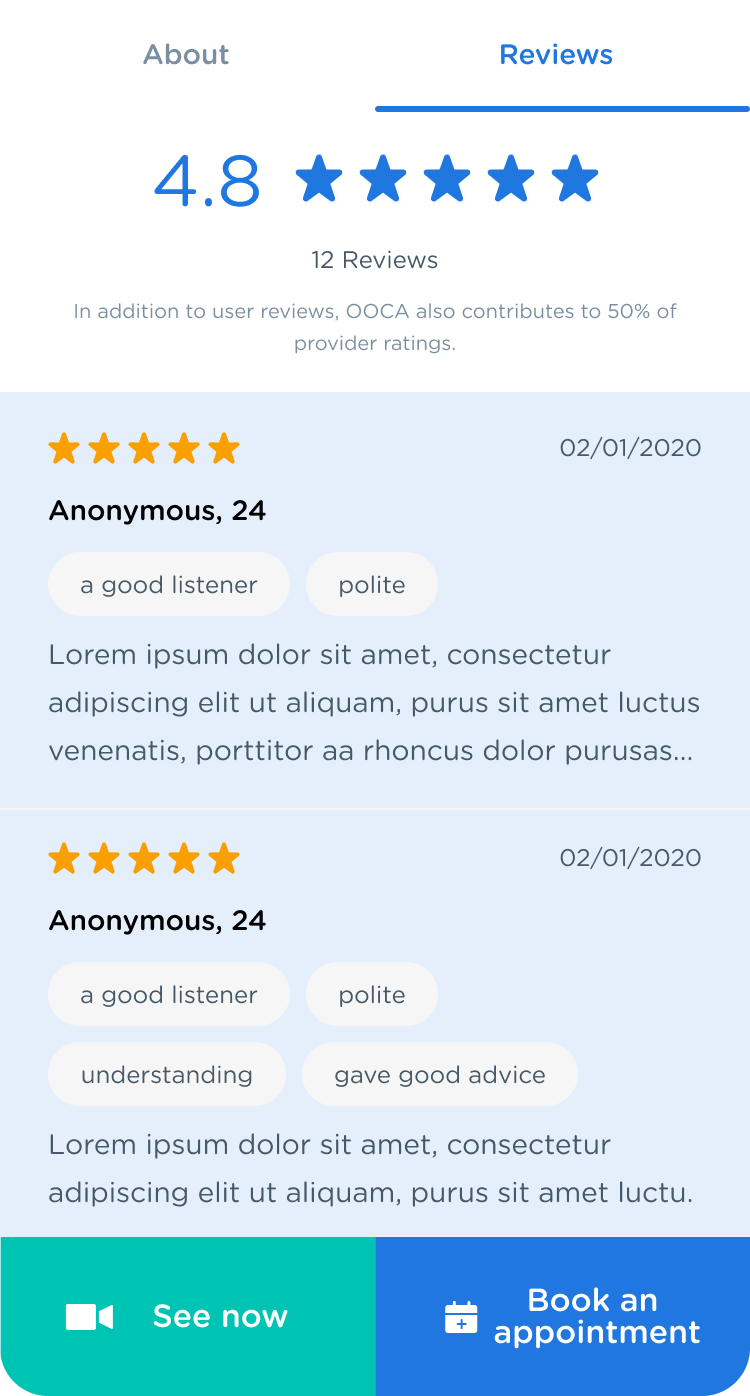 About Reviews
4.8
12 Reviews
In addition to user reviews, OOCA also contributes to 50% of
provider ratings.
02/01/2020
Anonymous, 24
a good listener polite
Lorem ipsum dolor sit amet, consectetur
adipiscing elit ut aliquam, purus sit amet luctus
venenatis, porttitor aa rhoncus dolor purusas...
02/01/2020
Anonymous, 24
a good listener polite
understanding gave good advice
Lorem ipsum dolor sit amet, consectetur
adipiscing elit ut aliquam, purus sit amet luctu.
See now
Book an
appointment